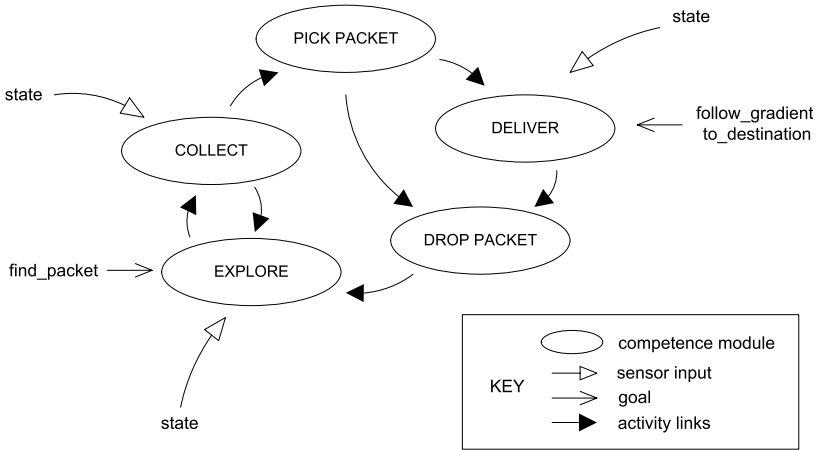 PICK PACKET
state
state
DELIVER
follow_gradient
to_destination
COLLECT
DROP PACKET
find_packet
EXPLORE
state
KEY
competence module
sensor input
goal
activity links